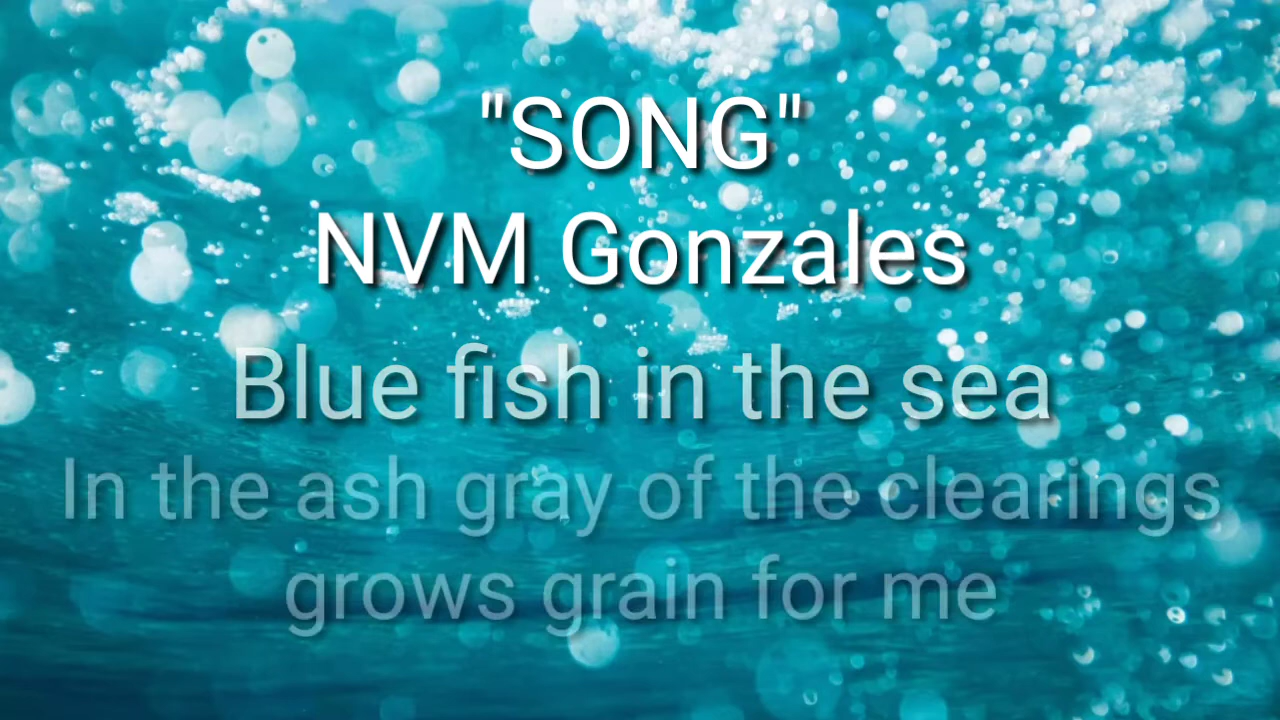 "SONG"
NVM Gonzales
Blue fish in the sea
In the ash gray of the clearings
grows grain for me